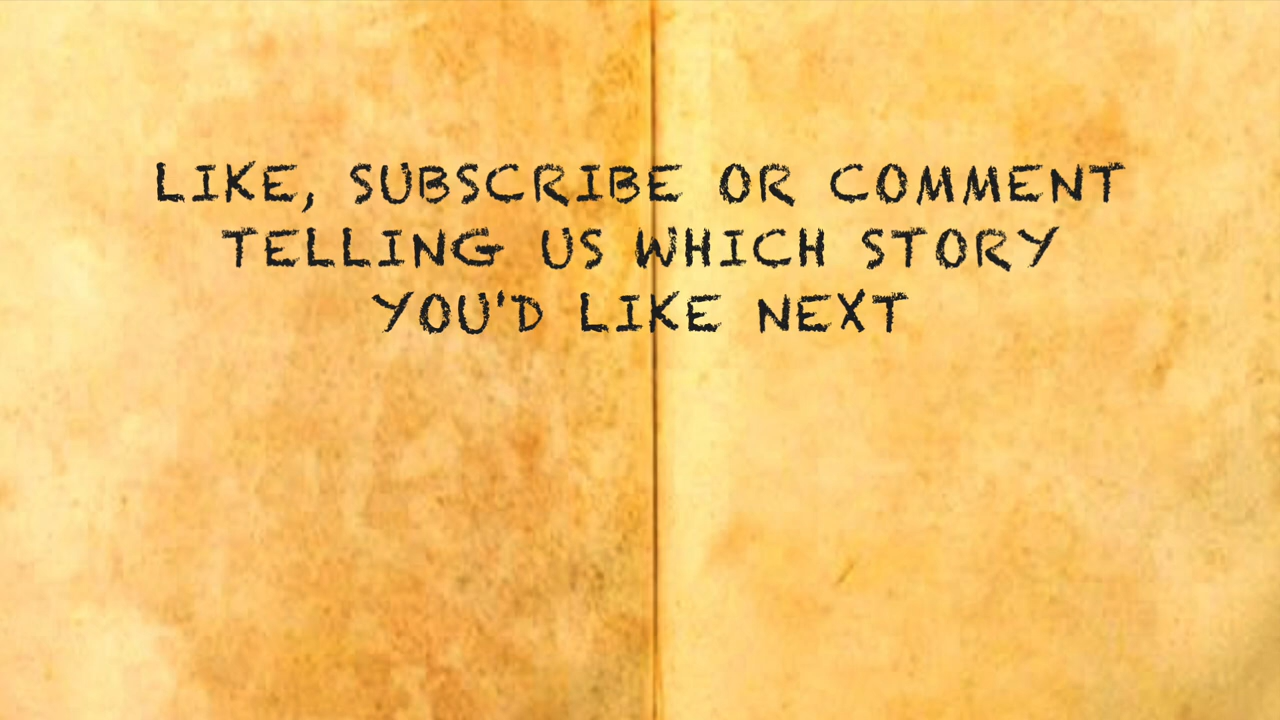 LIKE, SUBSCRIBE OR COMMENT
TELLING US WHICH STORY
YOU'D LIKE NEXT